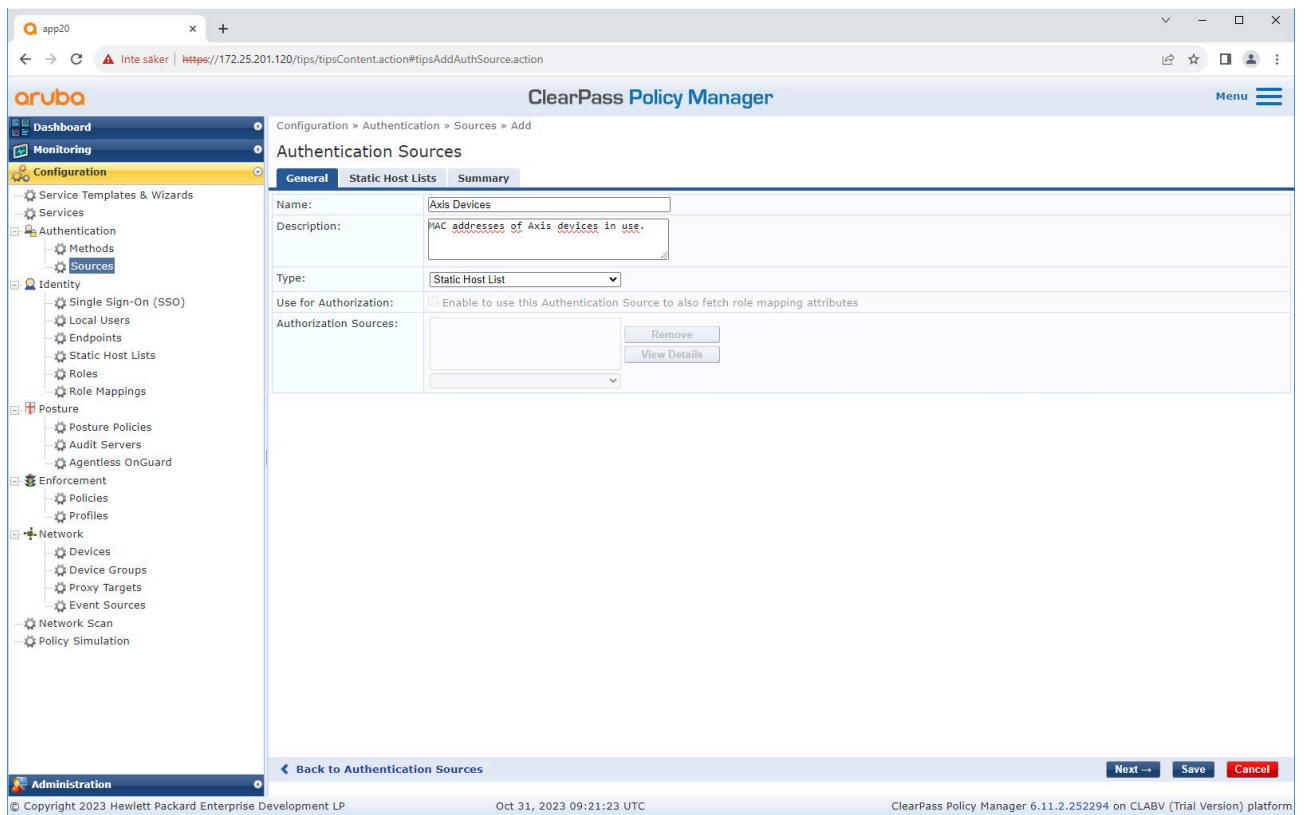 app20
Inte säker | https://172.25.201.120/tips/tipsContent.action#tipsAddAuthSource.action
aruba
ClearPass Policy Manager
Menu
Dashboard
Monitoring
Configuration
Service Templates & Wizards
Services
Authentication
Methods
Sources
Identity
Single Sign-On (SSO)
Local Users
Endpoints
Static Host Lists
Roles
Role Mappings
Posture
Posture Policies
Audit Servers
Agentless OnGuard
Enforcement
Policies
Profiles
Network
Devices
Device Groups
Proxy Targets
Event Sources
Network Scan
Policy Simulation
Administration
Configuration » Authentication » Sources » Add
Authentication Sources
General Static Host Lists Summary
Name: Axis Devices
Description: MAC addresses of Axis devices in use.
Type: Static Host List
Use for Authorization: Enable to use this Authentication Source to also fetch role mapping attributes
Authorization Sources:
Remove
View Details
Back to Authentication Sources
Next → Save Cancel
© Copyright 2023 Hewlett Packard Enterprise Development LP Oct 31, 2023 09:21:23 UTC ClearPass Policy Manager 6.11.2.252294 on CLABV (Trial Version) platform